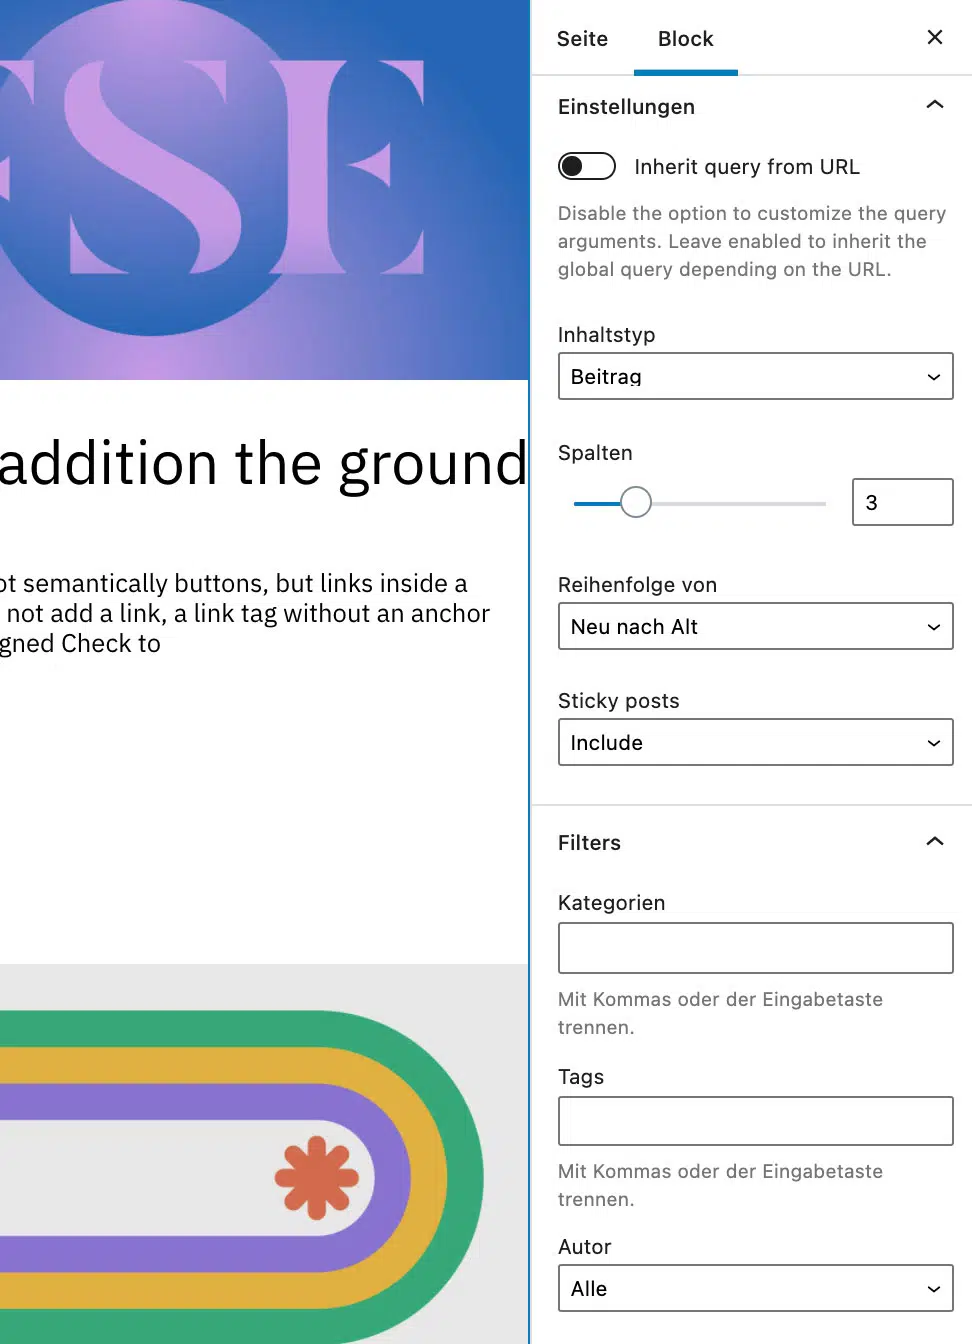 SE
addition the ground
ot semantically buttons, but links inside a
not add a link, a link tag without an anchor
gned Check to
Seite
Block
Einstellungen
Inherit query from URL
Disable the option to customize the query
arguments. Leave enabled to inherit the
global query depending on the URL.
Inhaltstyp
Beitrag
Spalten
3
Reihenfolge von
Neu nach Alt
Sticky posts
Include
Filters
Kategorien
Mit Kommas oder der Eingabetaste
trennen.
Tags
Mit Kommas oder der Eingabetaste
trennen.
Autor
Alle